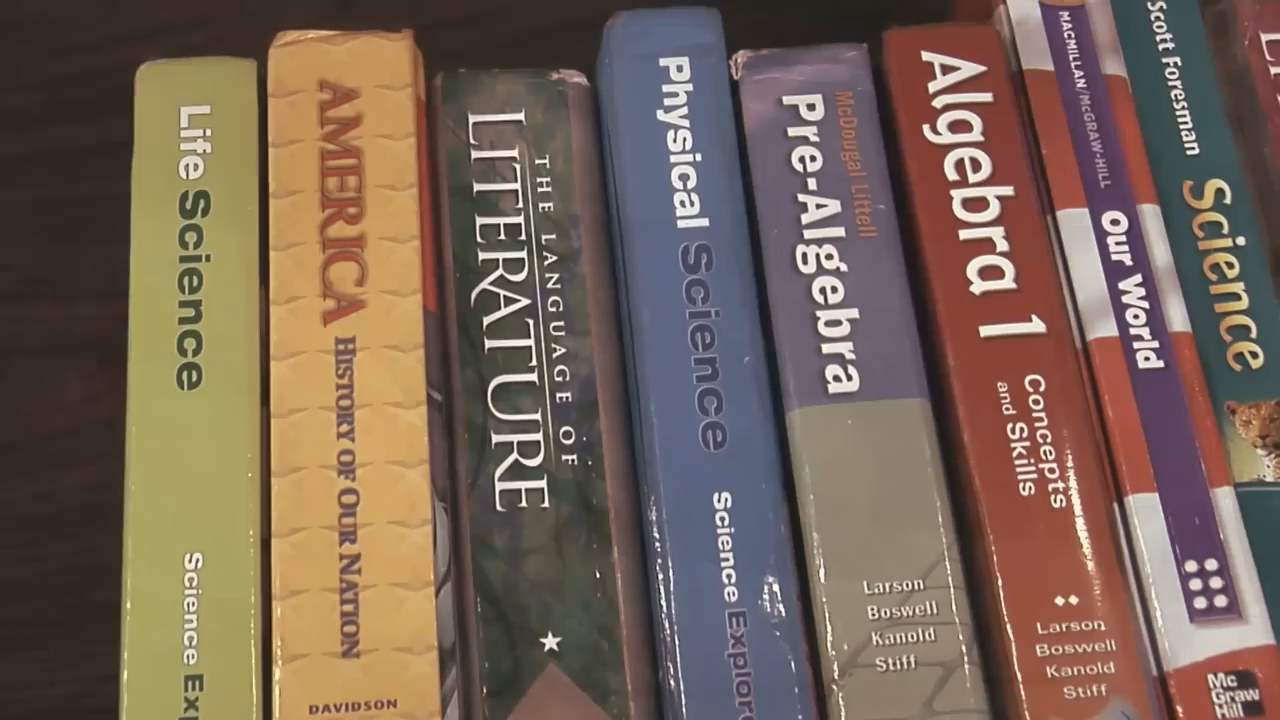 Life Science
Science
AMERICA HISTORY OF OUR NATION
DAVIDSON
THE LANGUAGE OF
LITERATURE
Physical Science
Science Explor
McDougal Littell
Pre-Algebra
Larson
Boswell
Kanold
Stiff
Algebra 1
Concepts
and Skills
Larson
Boswell
Kanold
Stiff
MACMILLAN/McGRAW-HILL
Our World
Mc
Graw
Hill
Scott Foresman
Science